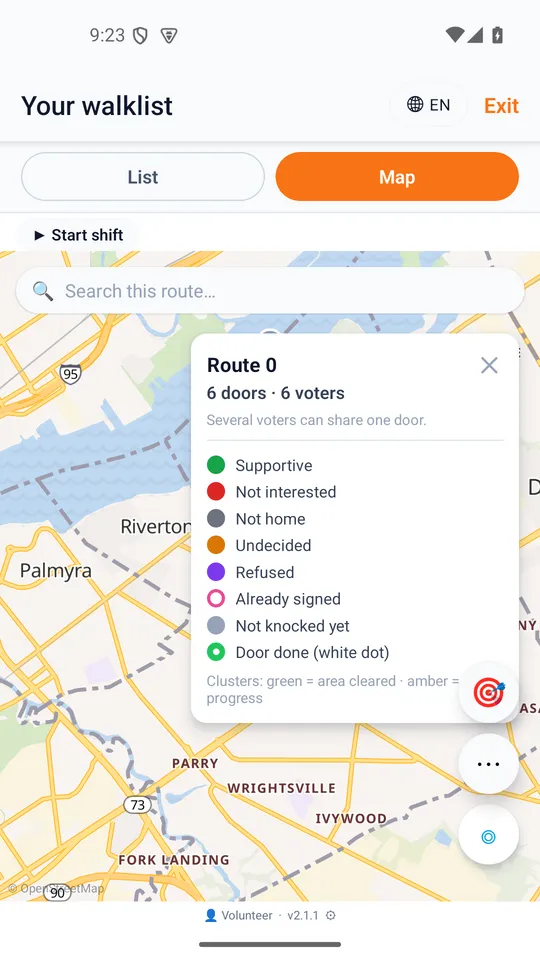 9:23
Your walklist
EN
Exit
List
Map
▶ Start shift
Search this route…
95
Route 0
6 doors · 6 voters
Several voters can share one door.
Supportive
Not interested
Not home
Undecided
Refused
Already signed
Not knocked yet
Door done (white dot)
Clusters: green = area cleared · amber =
progress
Riverton
Palmyra
D
NÝ
ASA
PARRY
WRIGHTSVILLE
73
IVYWOOD
FORK LANDING
90
© OpenStreetMap
Volunteer · v2.1.1